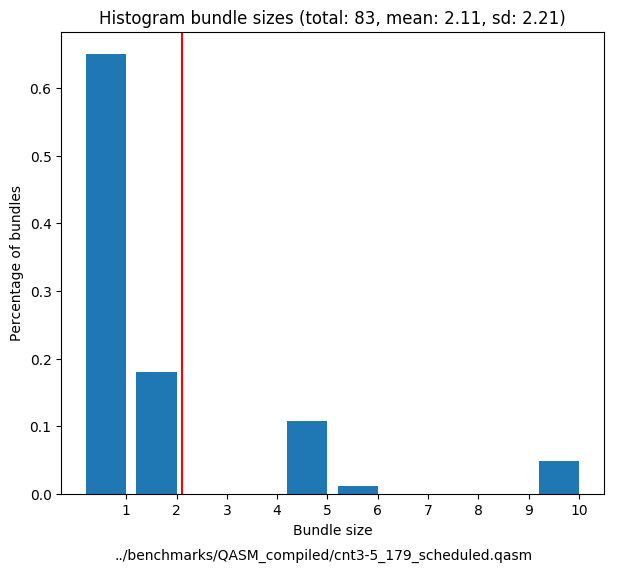 Histogram bundle sizes (total: 83, mean: 2.11, sd: 2.21)
Percentage of bundles
0.6
0.5
0.4
0.3
0.2
0.1
0.0
1 2 3 4 5 6 7 8 9 10
Bundle size
../benchmarks/QASM_compiled/cnt3-5_179_scheduled.qasm